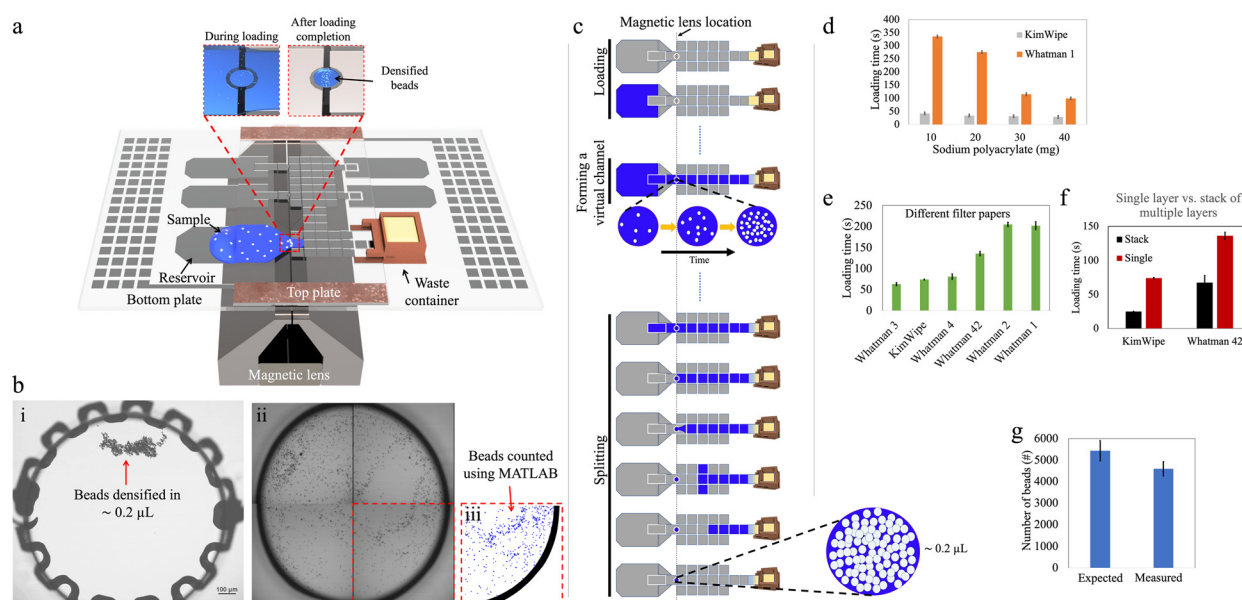 a
During loading
After loading
completion
Densified
beads
Sample
Reservoir
Bottom plate
Top plate
Waste
container
Magnetic lens
b
i
Beads densified in
~ 0.2 µL
100 µm
ii
Beads counted
using MATLAB
iii
c
Magnetic lens location
Loading
Forming a
virtual channel
Time
Splitting
~ 0.2 µL
d
KimWipe
Whatman 1
Loading time (s)
400
350
300
250
200
150
100
50
0
10
20
30
40
Sodium polyacrylate (mg)
e
Different filter papers
Loading time (s)
250
200
150
100
50
0
Whatman 3
KimWipe
Whatman 4
Whatman 42
Whatman 2
Whatman 1
f
Single layer vs. stack of
multiple layers
Stack
Single
Loading time (s)
150
100
50
0
KimWipe
Whatman 42
g
Number of beads (#)
6000
5000
4000
3000
2000
1000
0
Expected
Measured